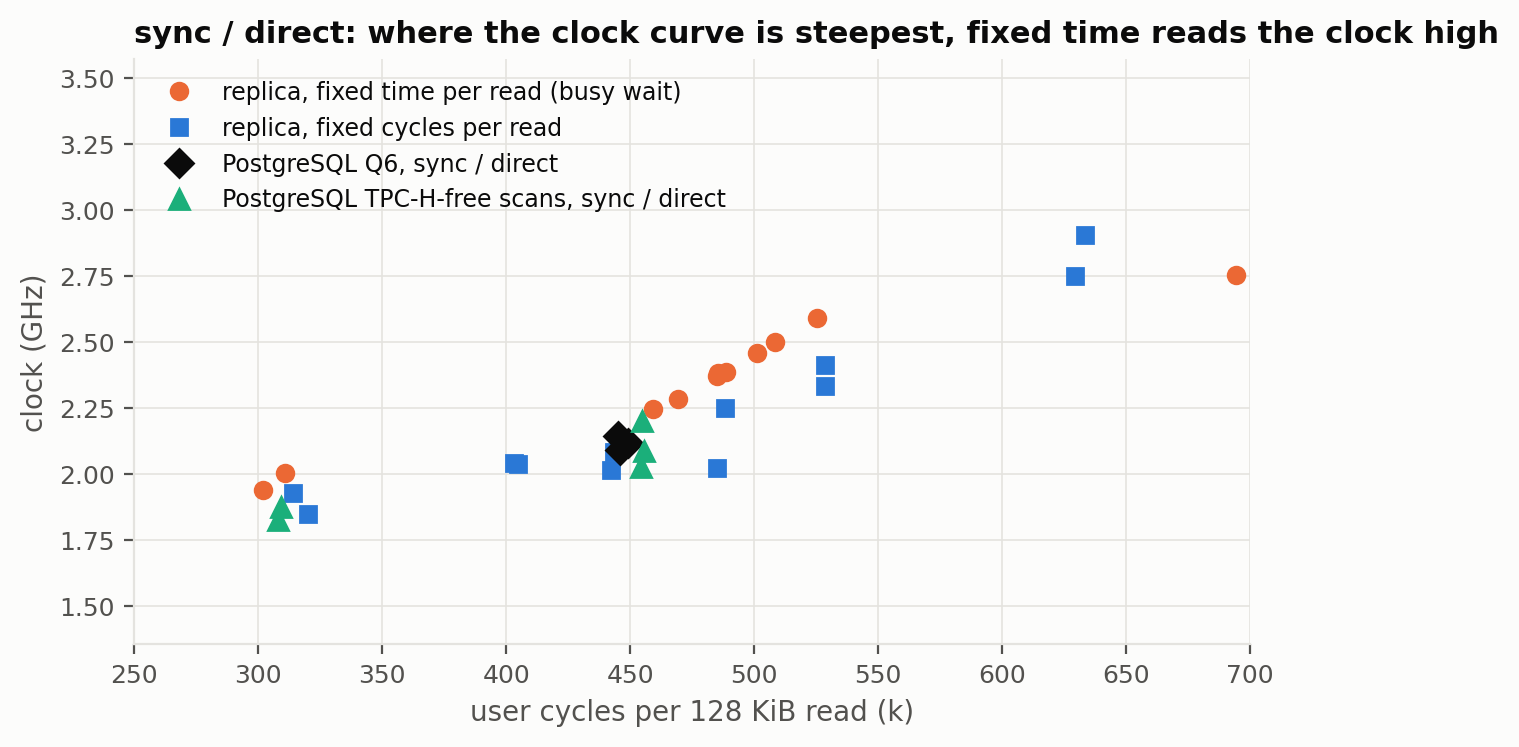 sync / direct: where the clock curve is steepest, fixed time reads the clock high
replica, fixed time per read (busy wait)
replica, fixed cycles per read
PostgreSQL Q6, sync / direct
PostgreSQL TPC-H-free scans, sync / direct
clock (GHz)
3.50
3.25
3.00
2.75
2.50
2.25
2.00
1.75
1.50
250 300 350 400 450 500 550 600 650 700
user cycles per 128 KiB read (k)